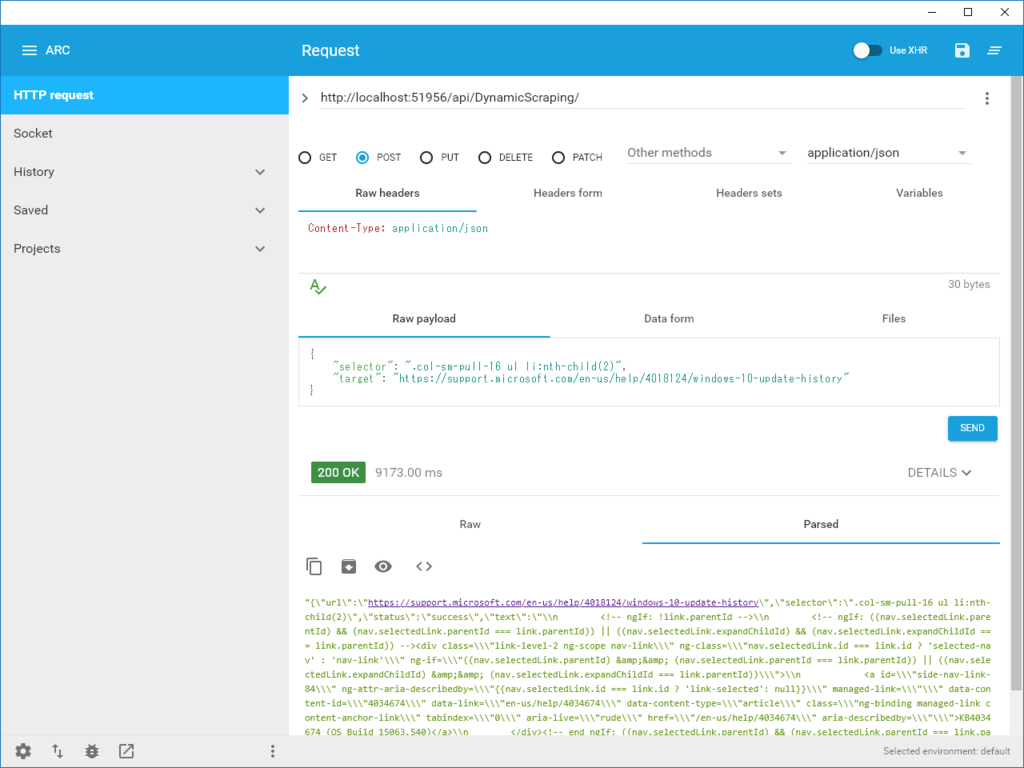 ARC
Request
Use XHR
HTTP request
Socket
History
Saved
Projects
http://localhost:51956/api/DynamicScraping/
GET POST PUT DELETE PATCH Other methods application/json
Raw headers Headers form Headers sets Variables
Content-Type: application/json
30 bytes
Raw payload Data form Files
{
"selector": ".col-sm-pull-16 ul li:nth-child(2)",
"target": "https://support.microsoft.com/en-us/help/4018124/windows-10-update-history"
}
SEND
200 OK 9173.00 ms DETAILS
Raw Parsed
"{\"url\":\"https://support.microsoft.com/en-us/help/4018124/windows-10-update-history\",\"selector\":\".col-sm-pull-16 ul li:nth-
child(2)\",\"status\":\"success\",\"text\":\"\\n <!-- ngIf: !link.parentId -->\\n <!-- ngIf: ((nav.selectedLink.pare
ntId) && (nav.selectedLink.parentId === link.parentId)) || ((nav.selectedLink.expandChildId) && (nav.selectedLink.expandChildId ==
= link.parentId)) --><div class=\\\"link-level-2 ng-scope nav-link\\\" ng-class=\\\"nav.selectedLink.id === link.id ? 'selected-na
v' : 'nav-link'\\\" ng-if=\\\"((nav.selectedLink.parentId) &amp;&amp; (nav.selectedLink.parentId === link.parentId)) || ((nav.sele
ctedLink.expandChildId) &amp;&amp; (nav.selectedLink.expandChildId === link.parentId))\\\">\\n <a id=\\\"side-nav-link-
84\\\" ng-attr-aria-describedby=\\\"{{nav.selectedLink.id === link.id ? 'link-selected': null}}\\\" managed-link=\\\"\\\" data-con
tent-id=\\\"4034674\\\" data-link=\\\"en-us/help/4034674\\\" data-content-type=\\\"article\\\" class=\\\"ng-binding managed-link c
ontent-anchor-link\\\" tabindex=\\\"0\\\" aria-live=\\\"rude\\\" href=\\\"/en-us/help/4034674\\\" aria-describedby=\\\"\\\">KB4034
674 (OS Build 15063.540)</a>\\n </div><!-- end ngIf: ((nav.selectedLink.parentId) && (nav.selectedLink.parentId === link.pa
Selected environment: default